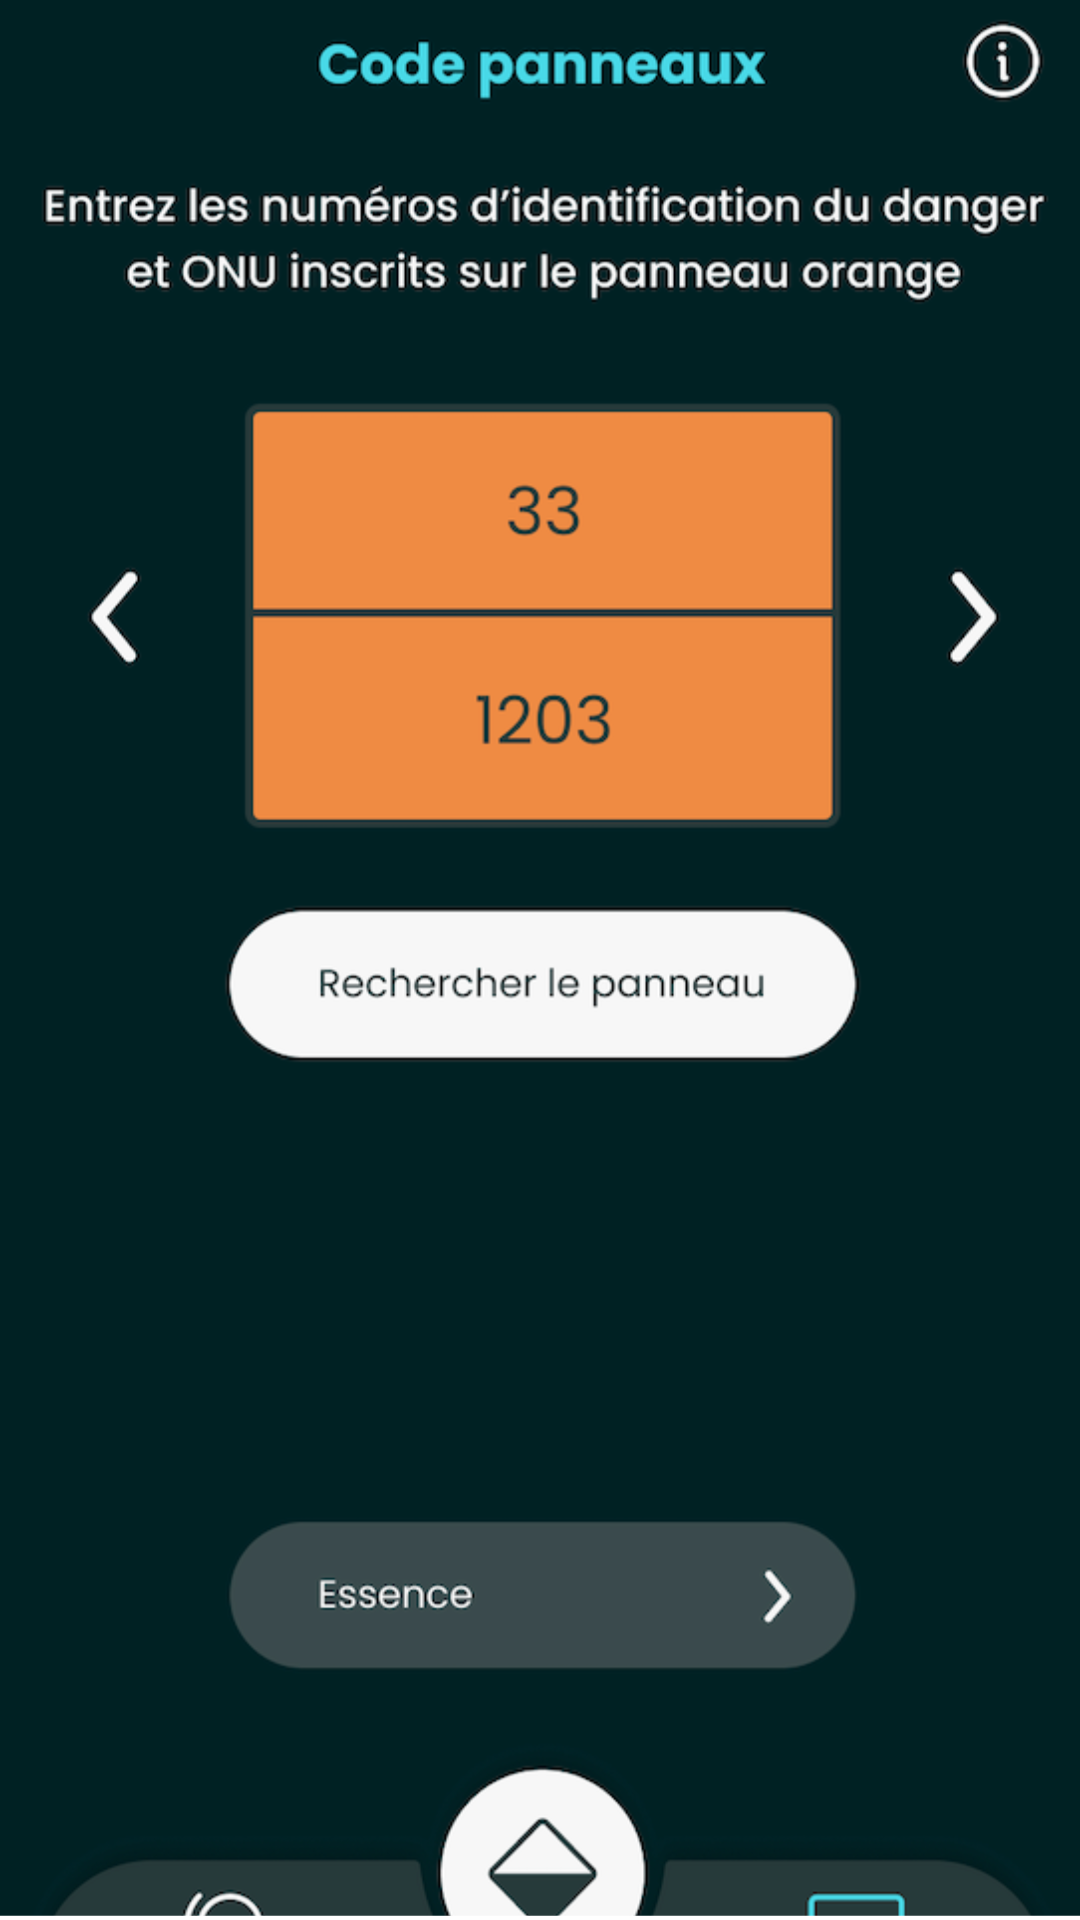 Code panneaux
Entrez les numéros d’identification du danger
et ONU inscrits sur le panneau orange
33
1203
Rechercher le panneau
Essence